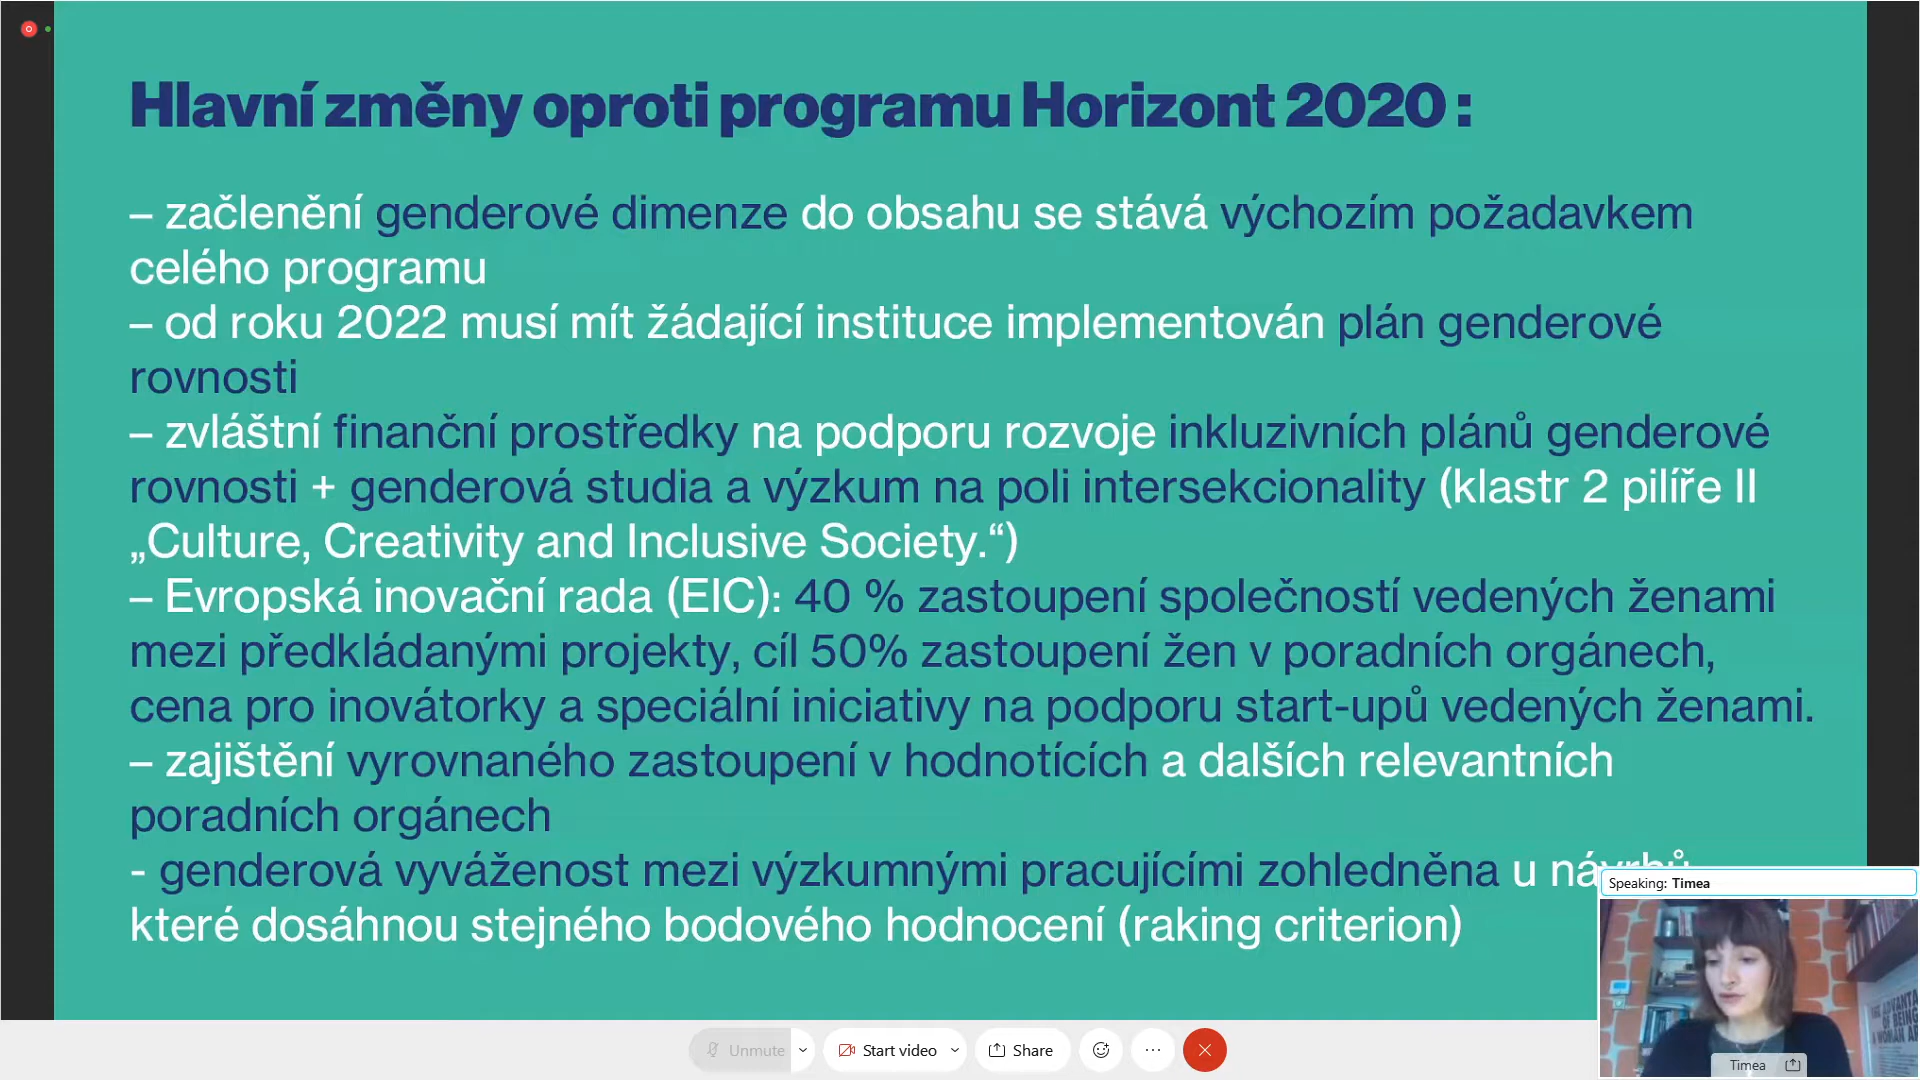 Hlavní změny oproti programu Horizont 2020 :
– začlenění genderové dimenze do obsahu se stává výchozím požadavkem
celého programu
– od roku 2022 musí mít žádající instituce implementován plán genderové
rovnosti
– zvláštní finanční prostředky na podporu rozvoje inkluzivních plánů genderové
rovnosti + genderová studia a výzkum na poli intersekcionality (klastr 2 pilíře II
„Culture, Creativity and Inclusive Society.“)
– Evropská inovační rada (EIC): 40 % zastoupení společností vedených ženami
mezi předkládanými projekty, cíl 50% zastoupení žen v poradních orgánech,
cena pro inovátorky a speciální iniciativy na podporu start-upů vedených ženami.
– zajištění vyrovnaného zastoupení v hodnotících a dalších relevantních
poradních orgánech
- genderová vyváženost mezi výzkumnými pracujícími zohledněna u návrhů
které dosáhnou stejného bodového hodnocení (raking criterion)
Speaking: Timea
OF BEING
A WOMAN
Timea
Unmute
Start video
Share